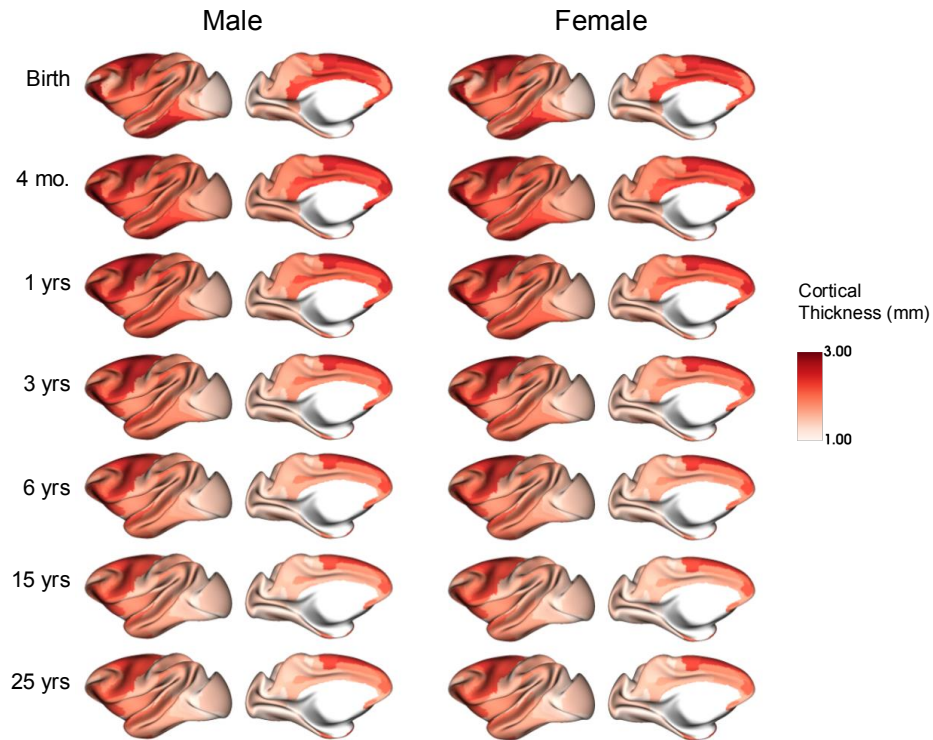 Male
Female
Birth
4 mo.
1 yrs
3 yrs
6 yrs
15 yrs
25 yrs
Cortical
Thickness (mm)
3.00
1.00